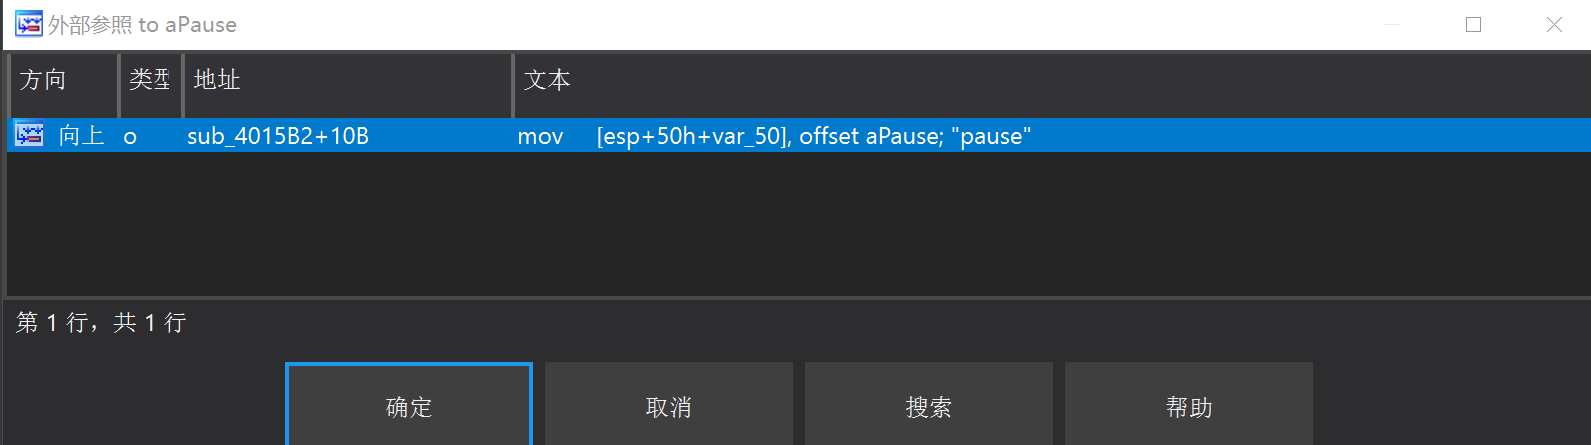 外部参照 to aPause
方向 类型 地址 文本
向上 o sub_4015B2+10B mov [esp+50h+var_50], offset aPause; "pause"
第 1 行，共 1 行
确定 取消 搜索 帮助